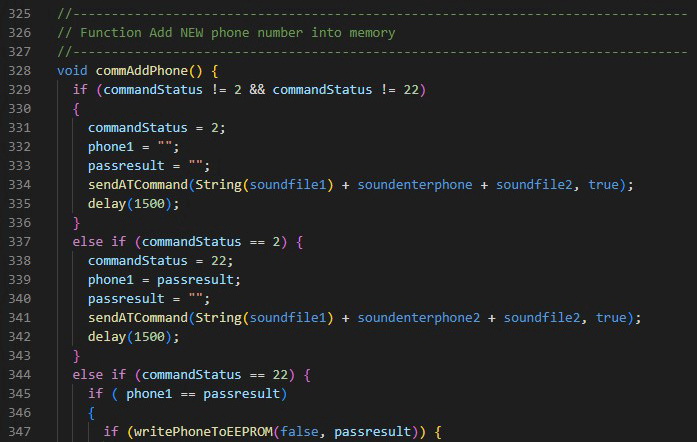 325 //------------------------------------------------------------------------------
326 // Function Add NEW phone number into memory
327 //------------------------------------------------------------------------------
328 void commAddPhone() {
329   if (commandStatus != 2 && commandStatus != 22)
330   {
331     commandStatus = 2;
332     phone1 = "";
333     passresult = "";
334     sendATCommand(String(soundfile1) + soundenterphone + soundfile2, true);
335     delay(1500);
336   }
337   else if (commandStatus == 2) {
338     commandStatus = 22;
339     phone1 = passresult;
340     passresult = "";
341     sendATCommand(String(soundfile1) + soundenterphone2 + soundfile2, true);
342     delay(1500);
343   }
344   else if (commandStatus == 22) {
345     if ( phone1 == passresult)
346     {
347       if (writePhoneToEEPROM(false, passresult)) {